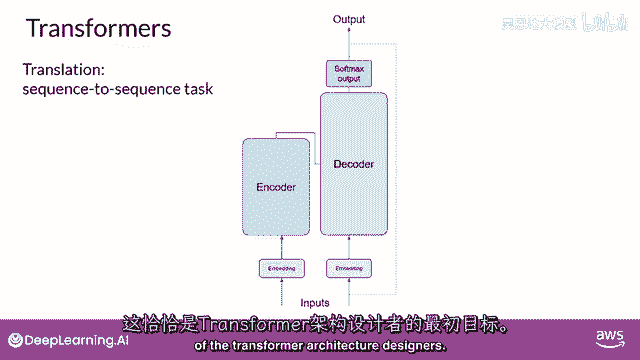 Transformers
Translation:
sequence-to-sequence task
Output
Softmax
output
Decoder
Encoder
Embedding
Embedding
Inputs
这恰恰是Transformer架构设计者的最初目标。
of the transformer architecture designers.
DeepLearning.AI
aws